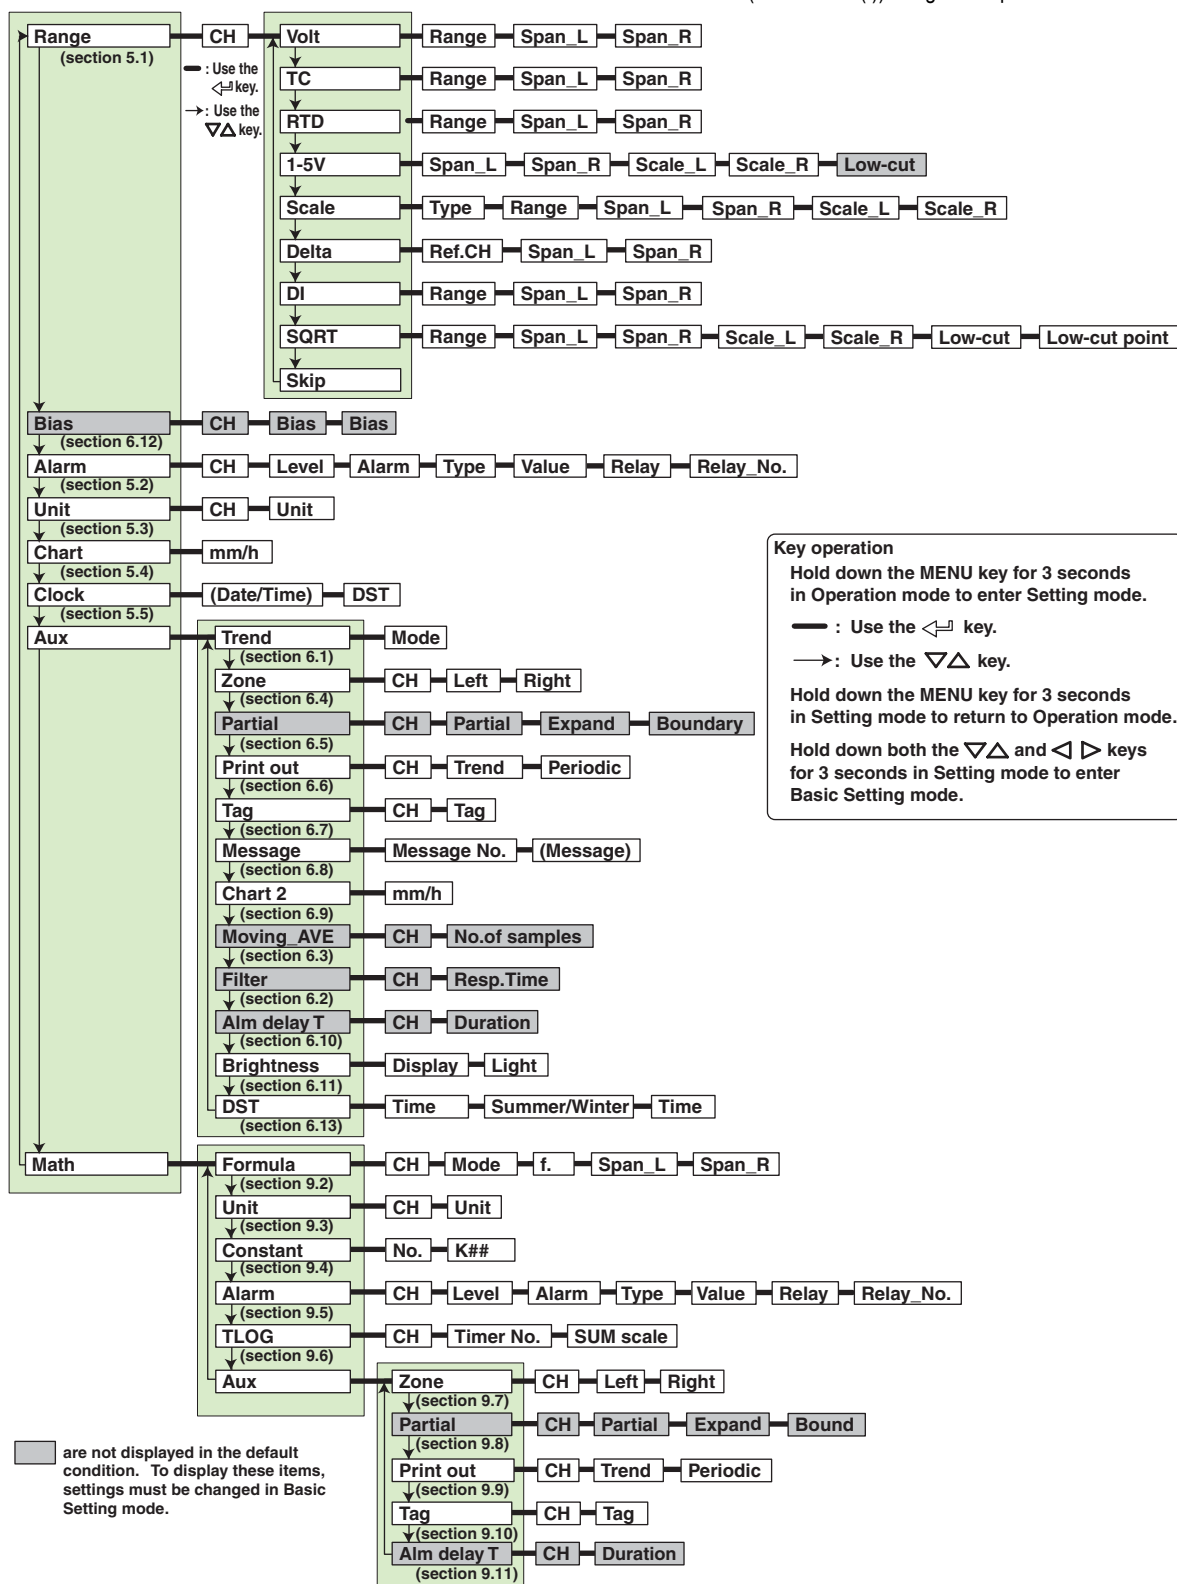 Range CH Volt Range Span_L Span_R
(section 5.1)
: Use the
key.
TC Range Span_L Span_R
: Use the
key.
RTD Range Span_L Span_R
1-5V Span_L Span_R Scale_L Scale_R Low-cut
Scale Type Range Span_L Span_R Scale_L Scale_R
Delta Ref.CH Span_L Span_R
DI Range Span_L Span_R
SQRT Range Span_L Span_R Scale_L Scale_R Low-cut Low-cut point
Skip
Bias CH Bias Bias
(section 6.12)
Alarm CH Level Alarm Type Value Relay Relay_No.
(section 5.2)
Unit CH Unit
(section 5.3)
Chart mm/h
(section 5.4)
Clock (Date/Time) DST
(section 5.5)
Aux Trend Mode
(section 6.1)
Zone CH Left Right
(section 6.4)
Partial CH Partial Expand Boundary
(section 6.5)
Print out CH Trend Periodic
(section 6.6)
Tag CH Tag
(section 6.7)
Message Message No. (Message)
(section 6.8)
Chart 2 mm/h
(section 6.9)
Moving_AVE CH No.of samples
(section 6.3)
Filter CH Resp.Time
(section 6.2)
Alm delay T CH Duration
(section 6.10)
Brightness Display Light
(section 6.11)
DST Time Summer/Winter Time
(section 6.13)
Key operation
Hold down the MENU key for 3 seconds
in Operation mode to enter Setting mode.
: Use the key.
: Use the key.
Hold down the MENU key for 3 seconds
in Setting mode to return to Operation mode.
Hold down both the and keys
for 3 seconds in Setting mode to enter
Basic Setting mode.
Math Formula CH Mode f. Span_L Span_R
(section 9.2)
Unit CH Unit
(section 9.3)
Constant No. K##
(section 9.4)
Alarm CH Level Alarm Type Value Relay Relay_No.
(section 9.5)
TLOG CH Timer No. SUM scale
(section 9.6)
Aux Zone CH Left Right
(section 9.7)
Partial CH Partial Expand Bound
(section 9.8)
Print out CH Trend Periodic
(section 9.9)
Tag CH Tag
(section 9.10)
Alm delay T CH Duration
(section 9.11)
are not displayed in the default
condition. To display these items,
settings must be changed in Basic
Setting mode.